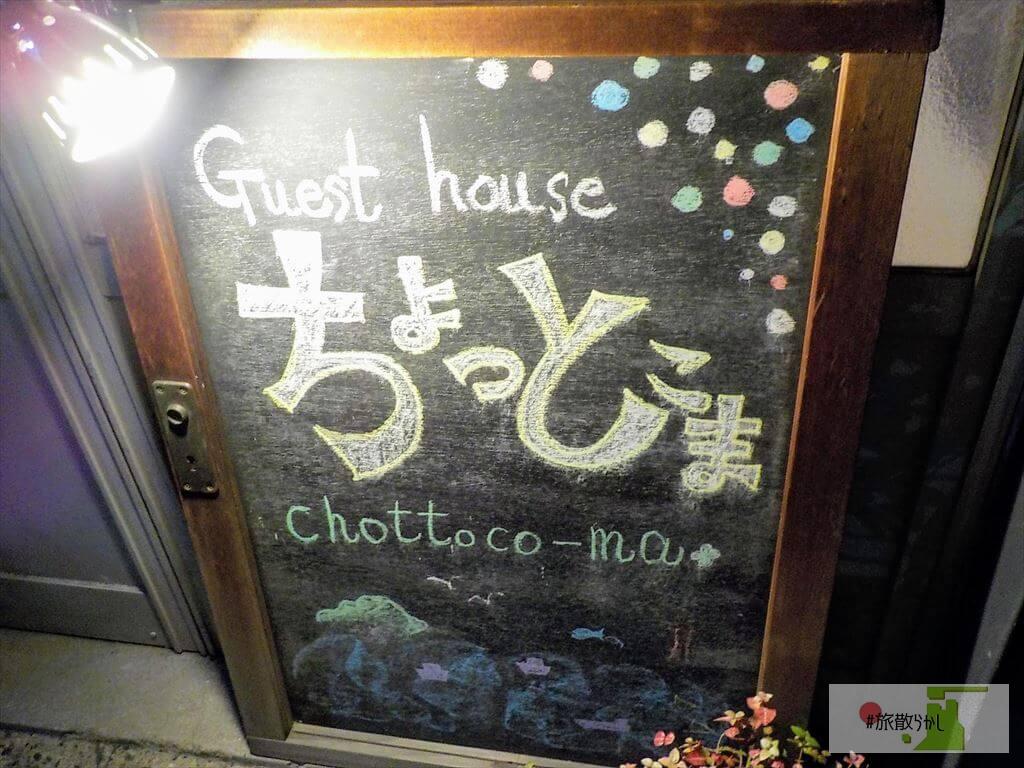 Guest house
ちょっとこま
chottoco-ma
#旅散らかし